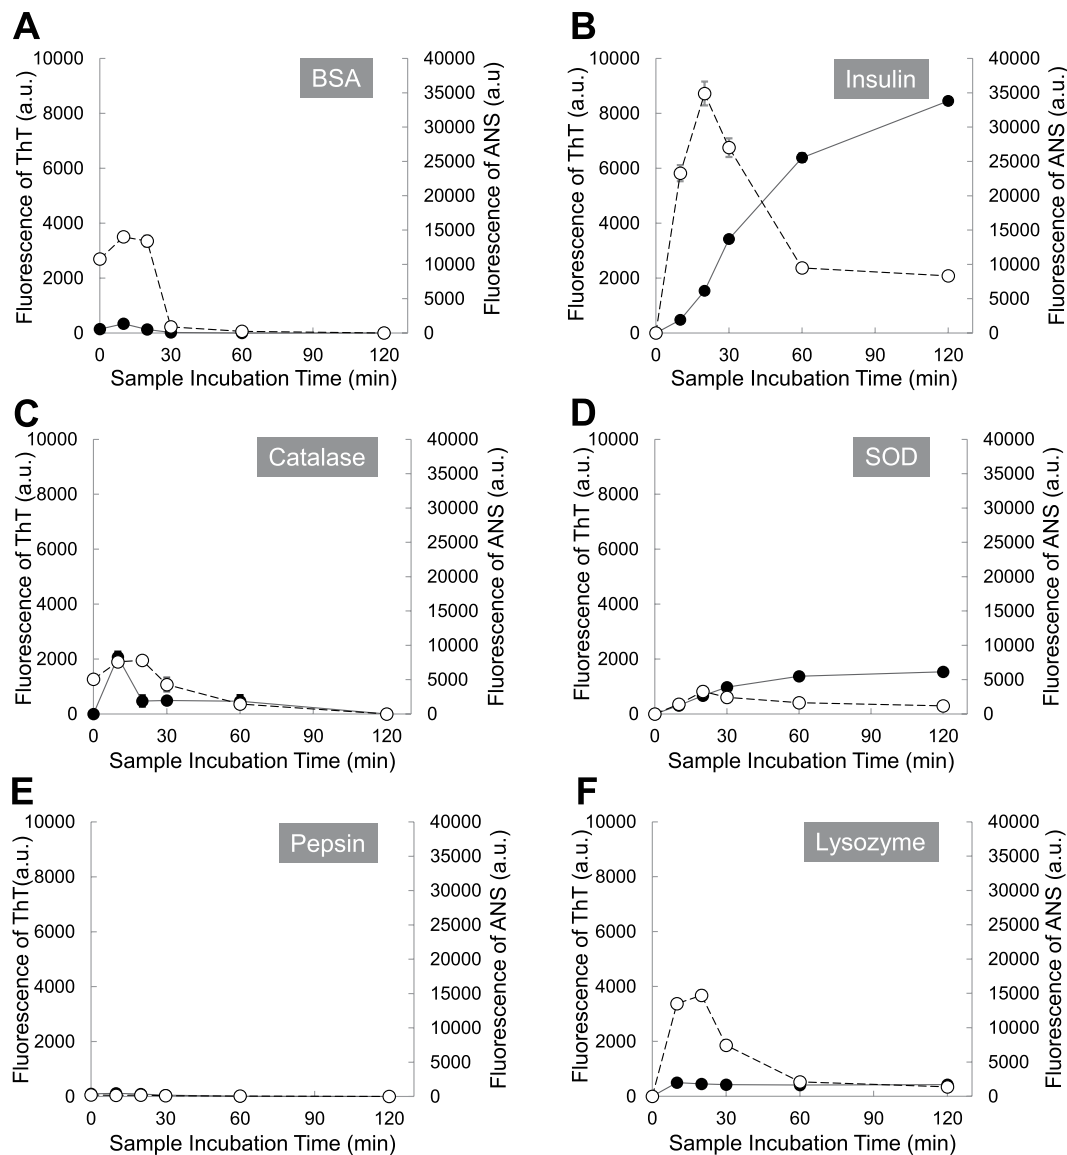 A
BSA
Fluorescence of ThT (a.u.)
10000
8000
6000
4000
2000
0
40000
35000
30000
25000
20000
15000
10000
5000
0
Fluorescence of ANS (a.u)
0 30 60 90 120
Sample Incubation Time (min)
B
Insulin
Fluorescence of ThT (a.u.)
10000
8000
6000
4000
2000
0
40000
35000
30000
25000
20000
15000
10000
5000
0
Fluorescence of ANS (a.u.)
0 30 60 90 120
Sample Incubation Time (min)
C
Catalase
Fluorescence of ThT (a.u.)
10000
8000
6000
4000
2000
0
40000
35000
30000
25000
20000
15000
10000
5000
0
Fluorescence of ANS (a.u.)
0 30 60 90 120
Sample Incubation Time (min)
D
SOD
Fluorescence of ThT (a.u.)
10000
8000
6000
4000
2000
0
40000
35000
30000
25000
20000
15000
10000
5000
0
Fluorescence of ANS (a.u.)
0 30 60 90 120
Sample Incubation Time (min)
E
Pepsin
Fluorescence of ThT(a.u.)
10000
8000
6000
4000
2000
0
40000
35000
30000
25000
20000
15000
10000
5000
0
Fluorescence of ANS (a.u.)
0 30 60 90 120
Sample Incubation Time (min)
F
Lysozyme
Fluorescence of ThT (a.u.)
10000
8000
6000
4000
2000
0
40000
35000
30000
25000
20000
15000
10000
5000
0
Fluorescence of ANS (a.u.)
0 30 60 90 120
Sample Incubation Time (min)